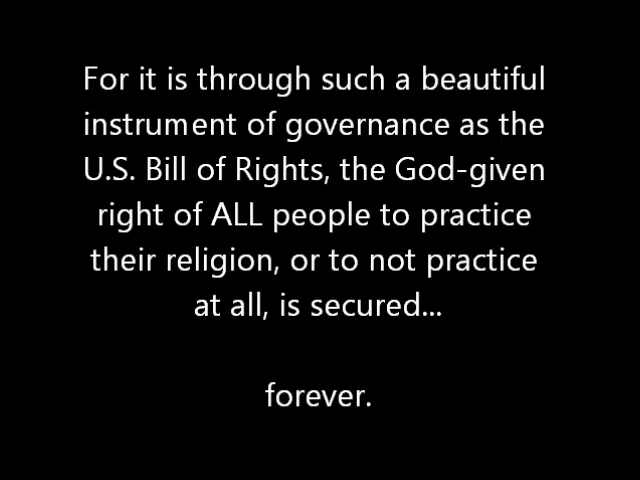 For it is through such a beautiful
instrument of governance as the
U.S. Bill of Rights, the God-given
right of ALL people to practice
their religion, or to not practice
at all, is secured...
forever.